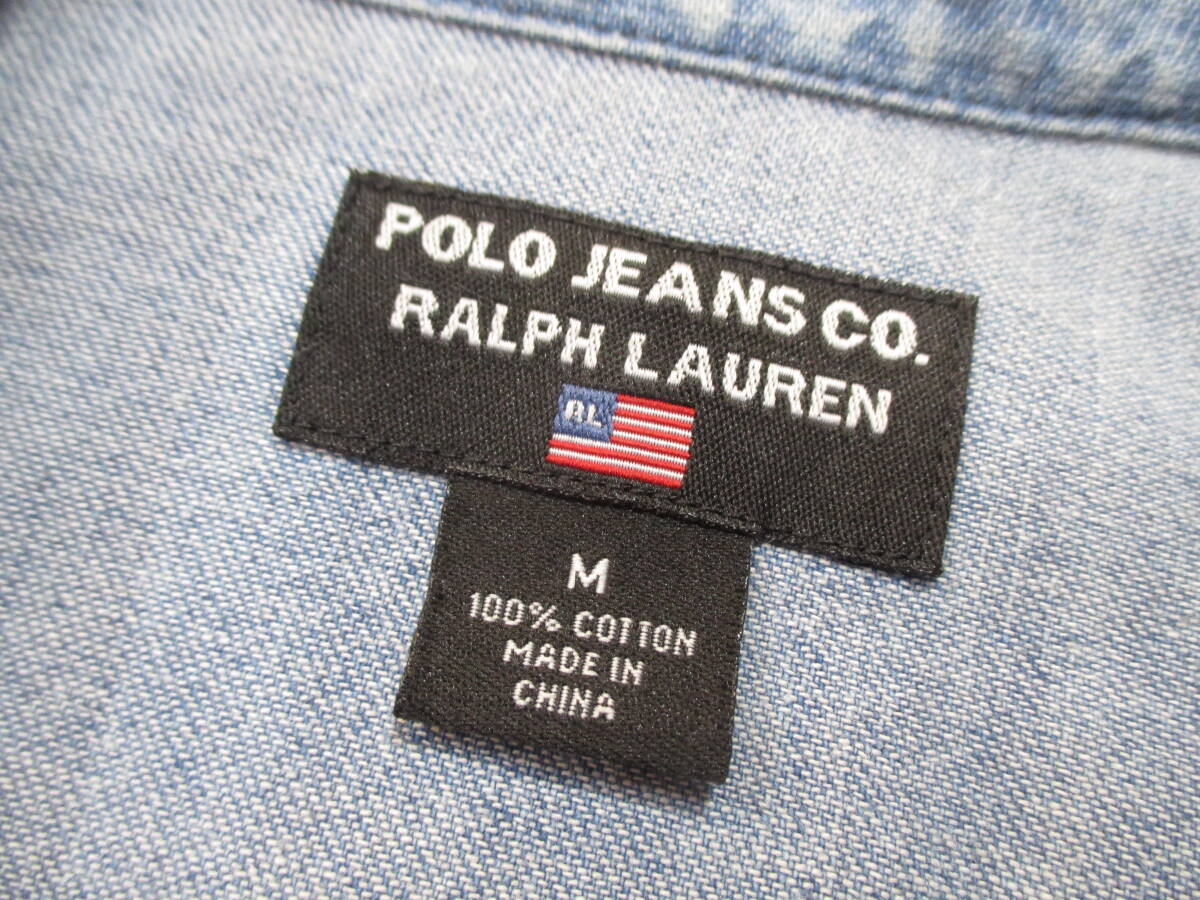 POLO JEANS CO.
RALPH LAUREN
RL
M
100% COTTON
MADE IN
CHINA